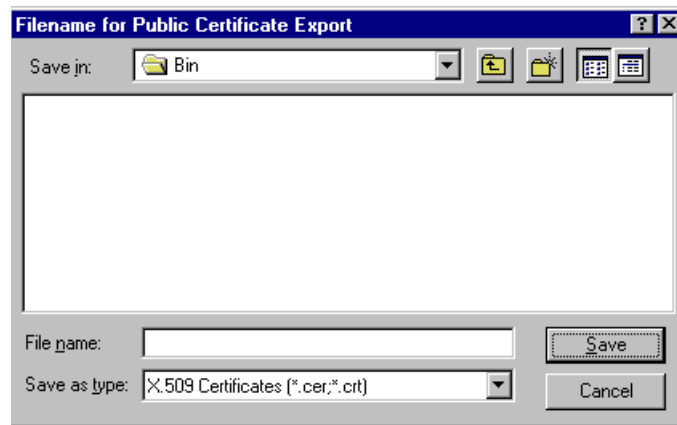 Filename for Public Certificate Export
Save in: Bin
File name: Save
Save as type: X.509 Certificates (*.cer;*.crt) Cancel